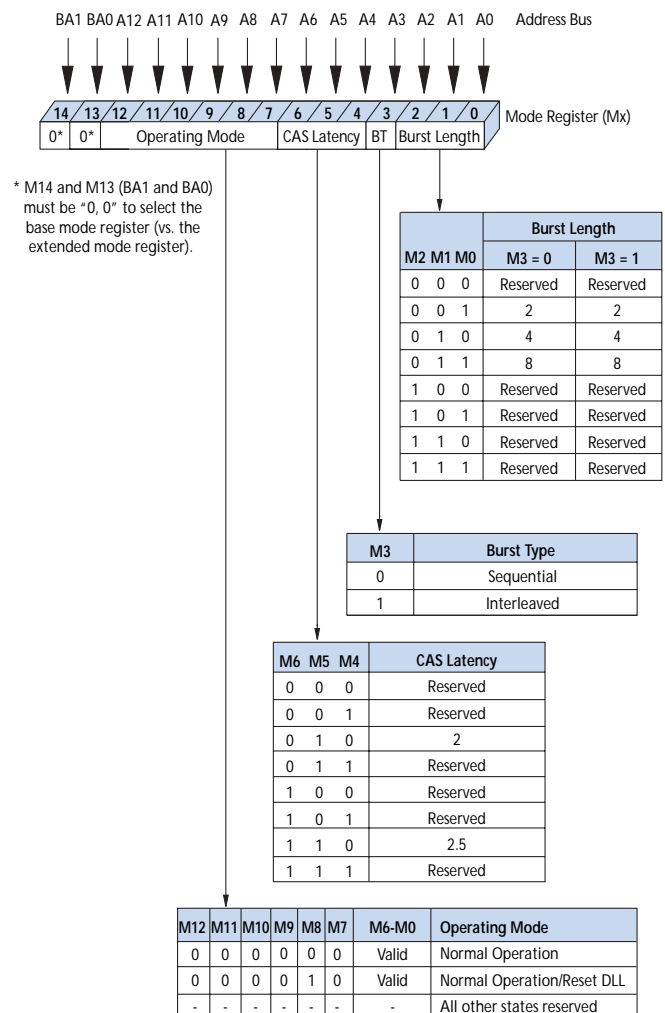 BA1 BA0 A12 A11 A10 A9 A8 A7 A6 A5 A4 A3 A2 A1 A0 Address Bus
14 13 12 11 10 9 8 7 6 5 4 3 2 1 0 Mode Register (Mx)
0* 0* Operating Mode CAS Latency BT Burst Length
* M14 and M13 (BA1 and BA0)
must be "0, 0" to select the
base mode register (vs. the
extended mode register).
Burst Length
M2 M1 M0 M3 = 0 M3 = 1
0 0 0 Reserved Reserved
0 0 1 2 2
0 1 0 4 4
0 1 1 8 8
1 0 0 Reserved Reserved
1 0 1 Reserved Reserved
1 1 0 Reserved Reserved
1 1 1 Reserved Reserved
M3 Burst Type
0 Sequential
1 Interleaved
M6 M5 M4 CAS Latency
0 0 0 Reserved
0 0 1 Reserved
0 1 0 2
0 1 1 Reserved
1 0 0 Reserved
1 0 1 Reserved
1 1 0 2.5
1 1 1 Reserved
M12 M11 M10 M9 M8 M7 M6-M0 Operating Mode
0 0 0 0 0 0 Valid Normal Operation
0 0 0 0 1 0 Valid Normal Operation/Reset DLL
- - - - - - - All other states reserved